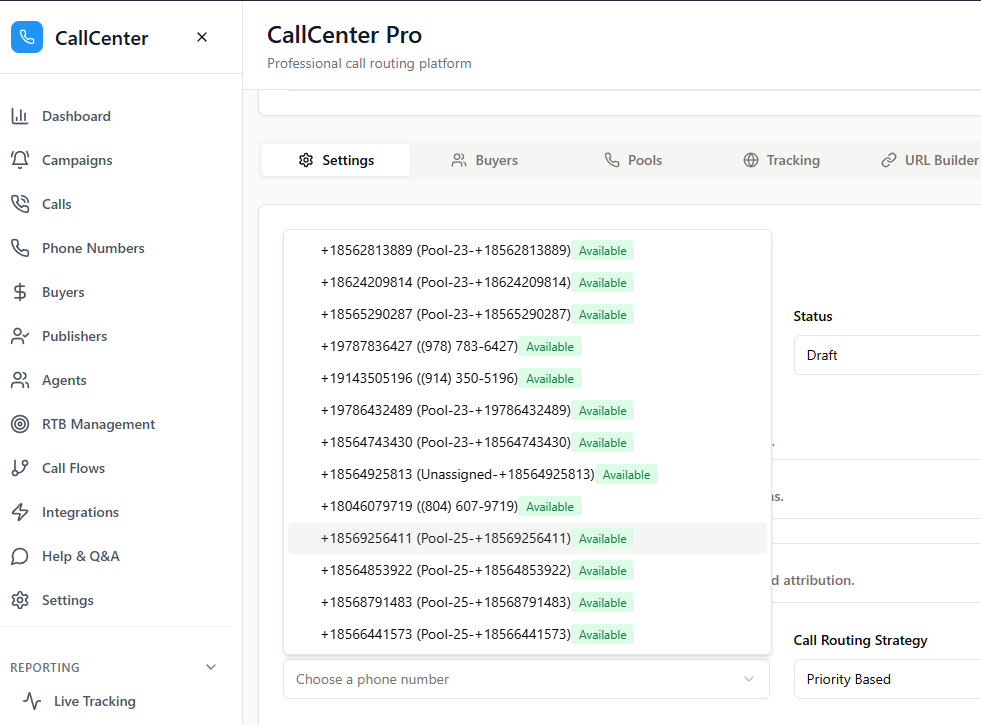 CallCenter
CallCenter Pro
Professional call routing platform
Dashboard
Campaigns
Calls
Phone Numbers
Buyers
Publishers
Agents
RTB Management
Call Flows
Integrations
Help & Q&A
Settings
REPORTING
Live Tracking
Settings Buyers Pools Tracking URL Builder
+18562813889 (Pool-23-+18562813889) Available
+18624209814 (Pool-23-+18624209814) Available
+18565290287 (Pool-23-+18565290287) Available
+19787836427 ((978) 783-6427) Available
+19143505196 ((914) 350-5196) Available
+19786432489 (Pool-23-+19786432489) Available
+18564743430 (Pool-23-+18564743430) Available
+18564925813 (Unassigned-+18564925813) Available
+18046079719 ((804) 607-9719) Available
+18569256411 (Pool-25-+18569256411) Available
+18564853922 (Pool-25-+18564853922) Available
+18568791483 (Pool-25-+18568791483) Available
+18566441573 (Pool-25-+18566441573) Available
Choose a phone number
Status
Draft
d attribution.
Call Routing Strategy
Priority Based